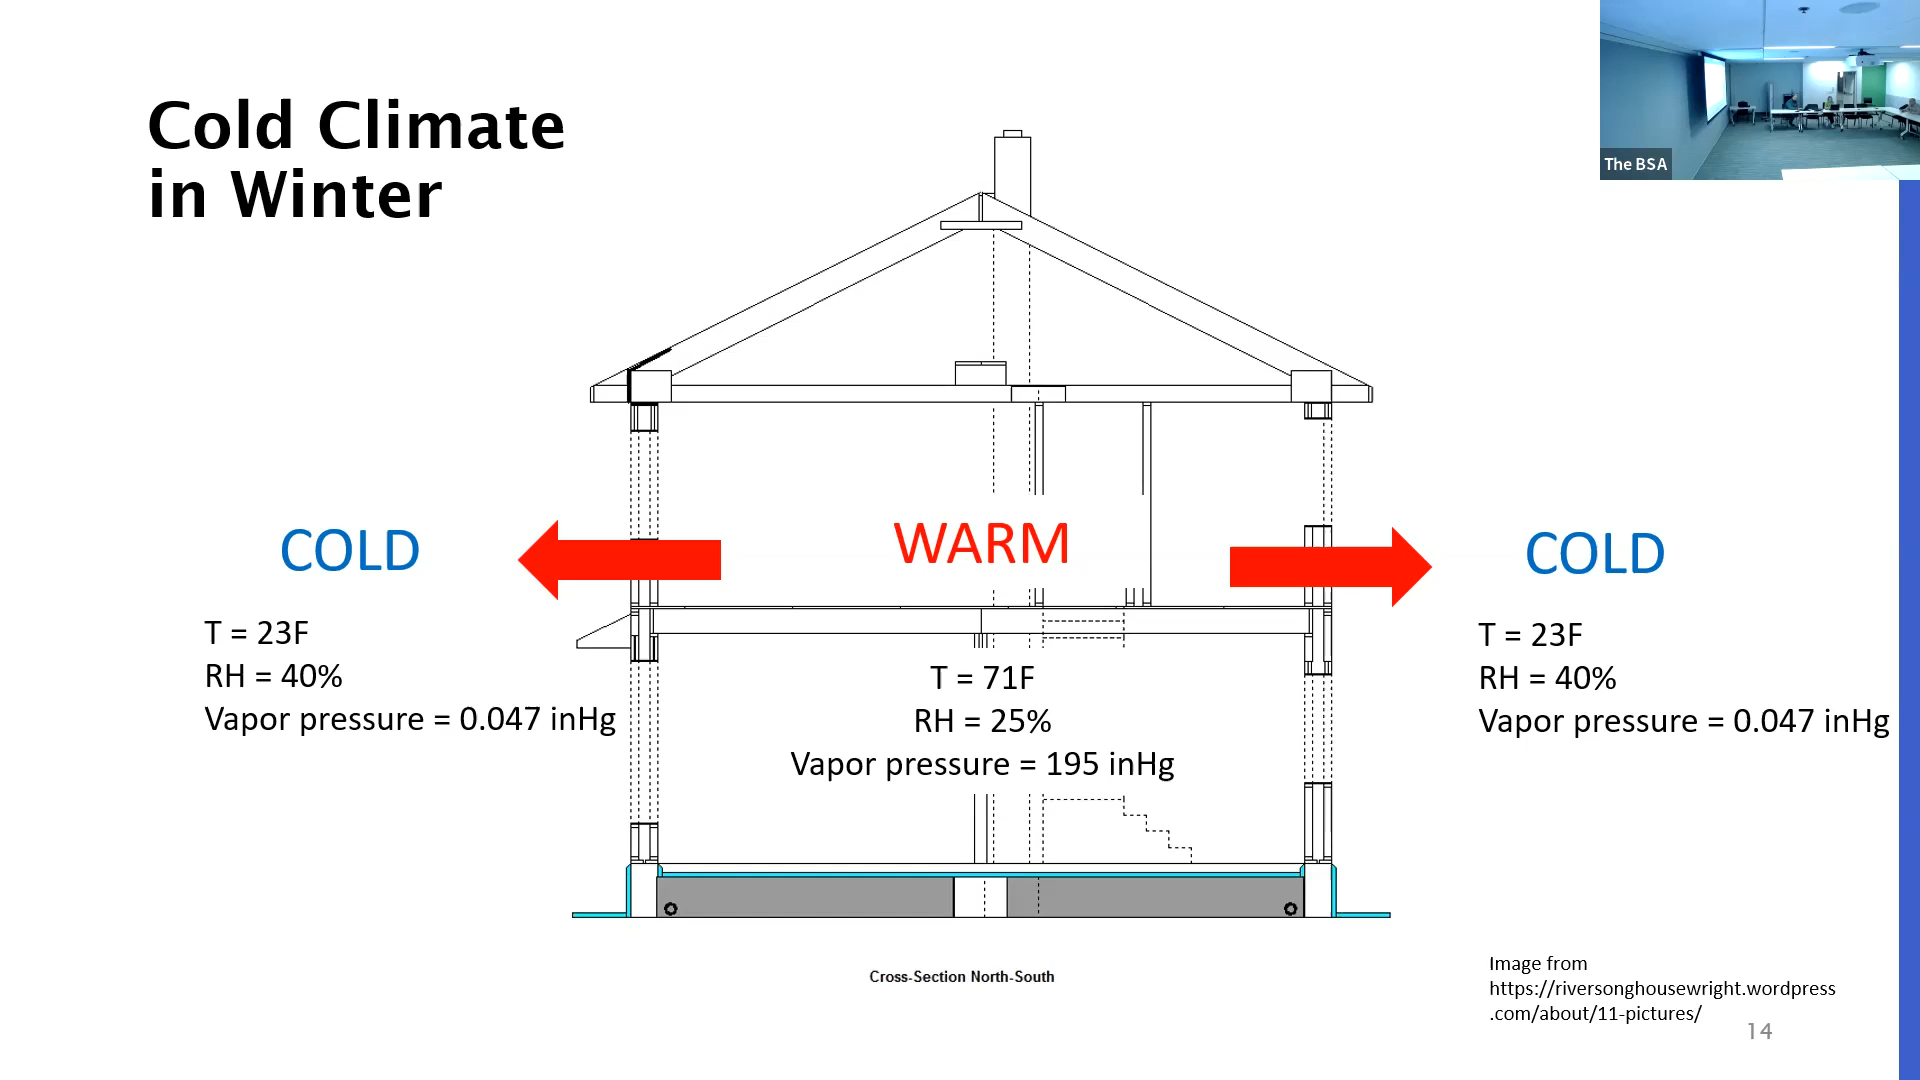 Cold Climate
in Winter
The BSA
COLD
WARM
COLD
T = 23F
RH = 40%
Vapor pressure = 0.047 inHg
T = 71F
RH = 25%
Vapor pressure = 195 inHg
T = 23F
RH = 40%
Vapor pressure = 0.047 inHg
Cross-Section North-South
Image from
https://riversonghousewright.wordpress
.com/about/11-pictures/
14